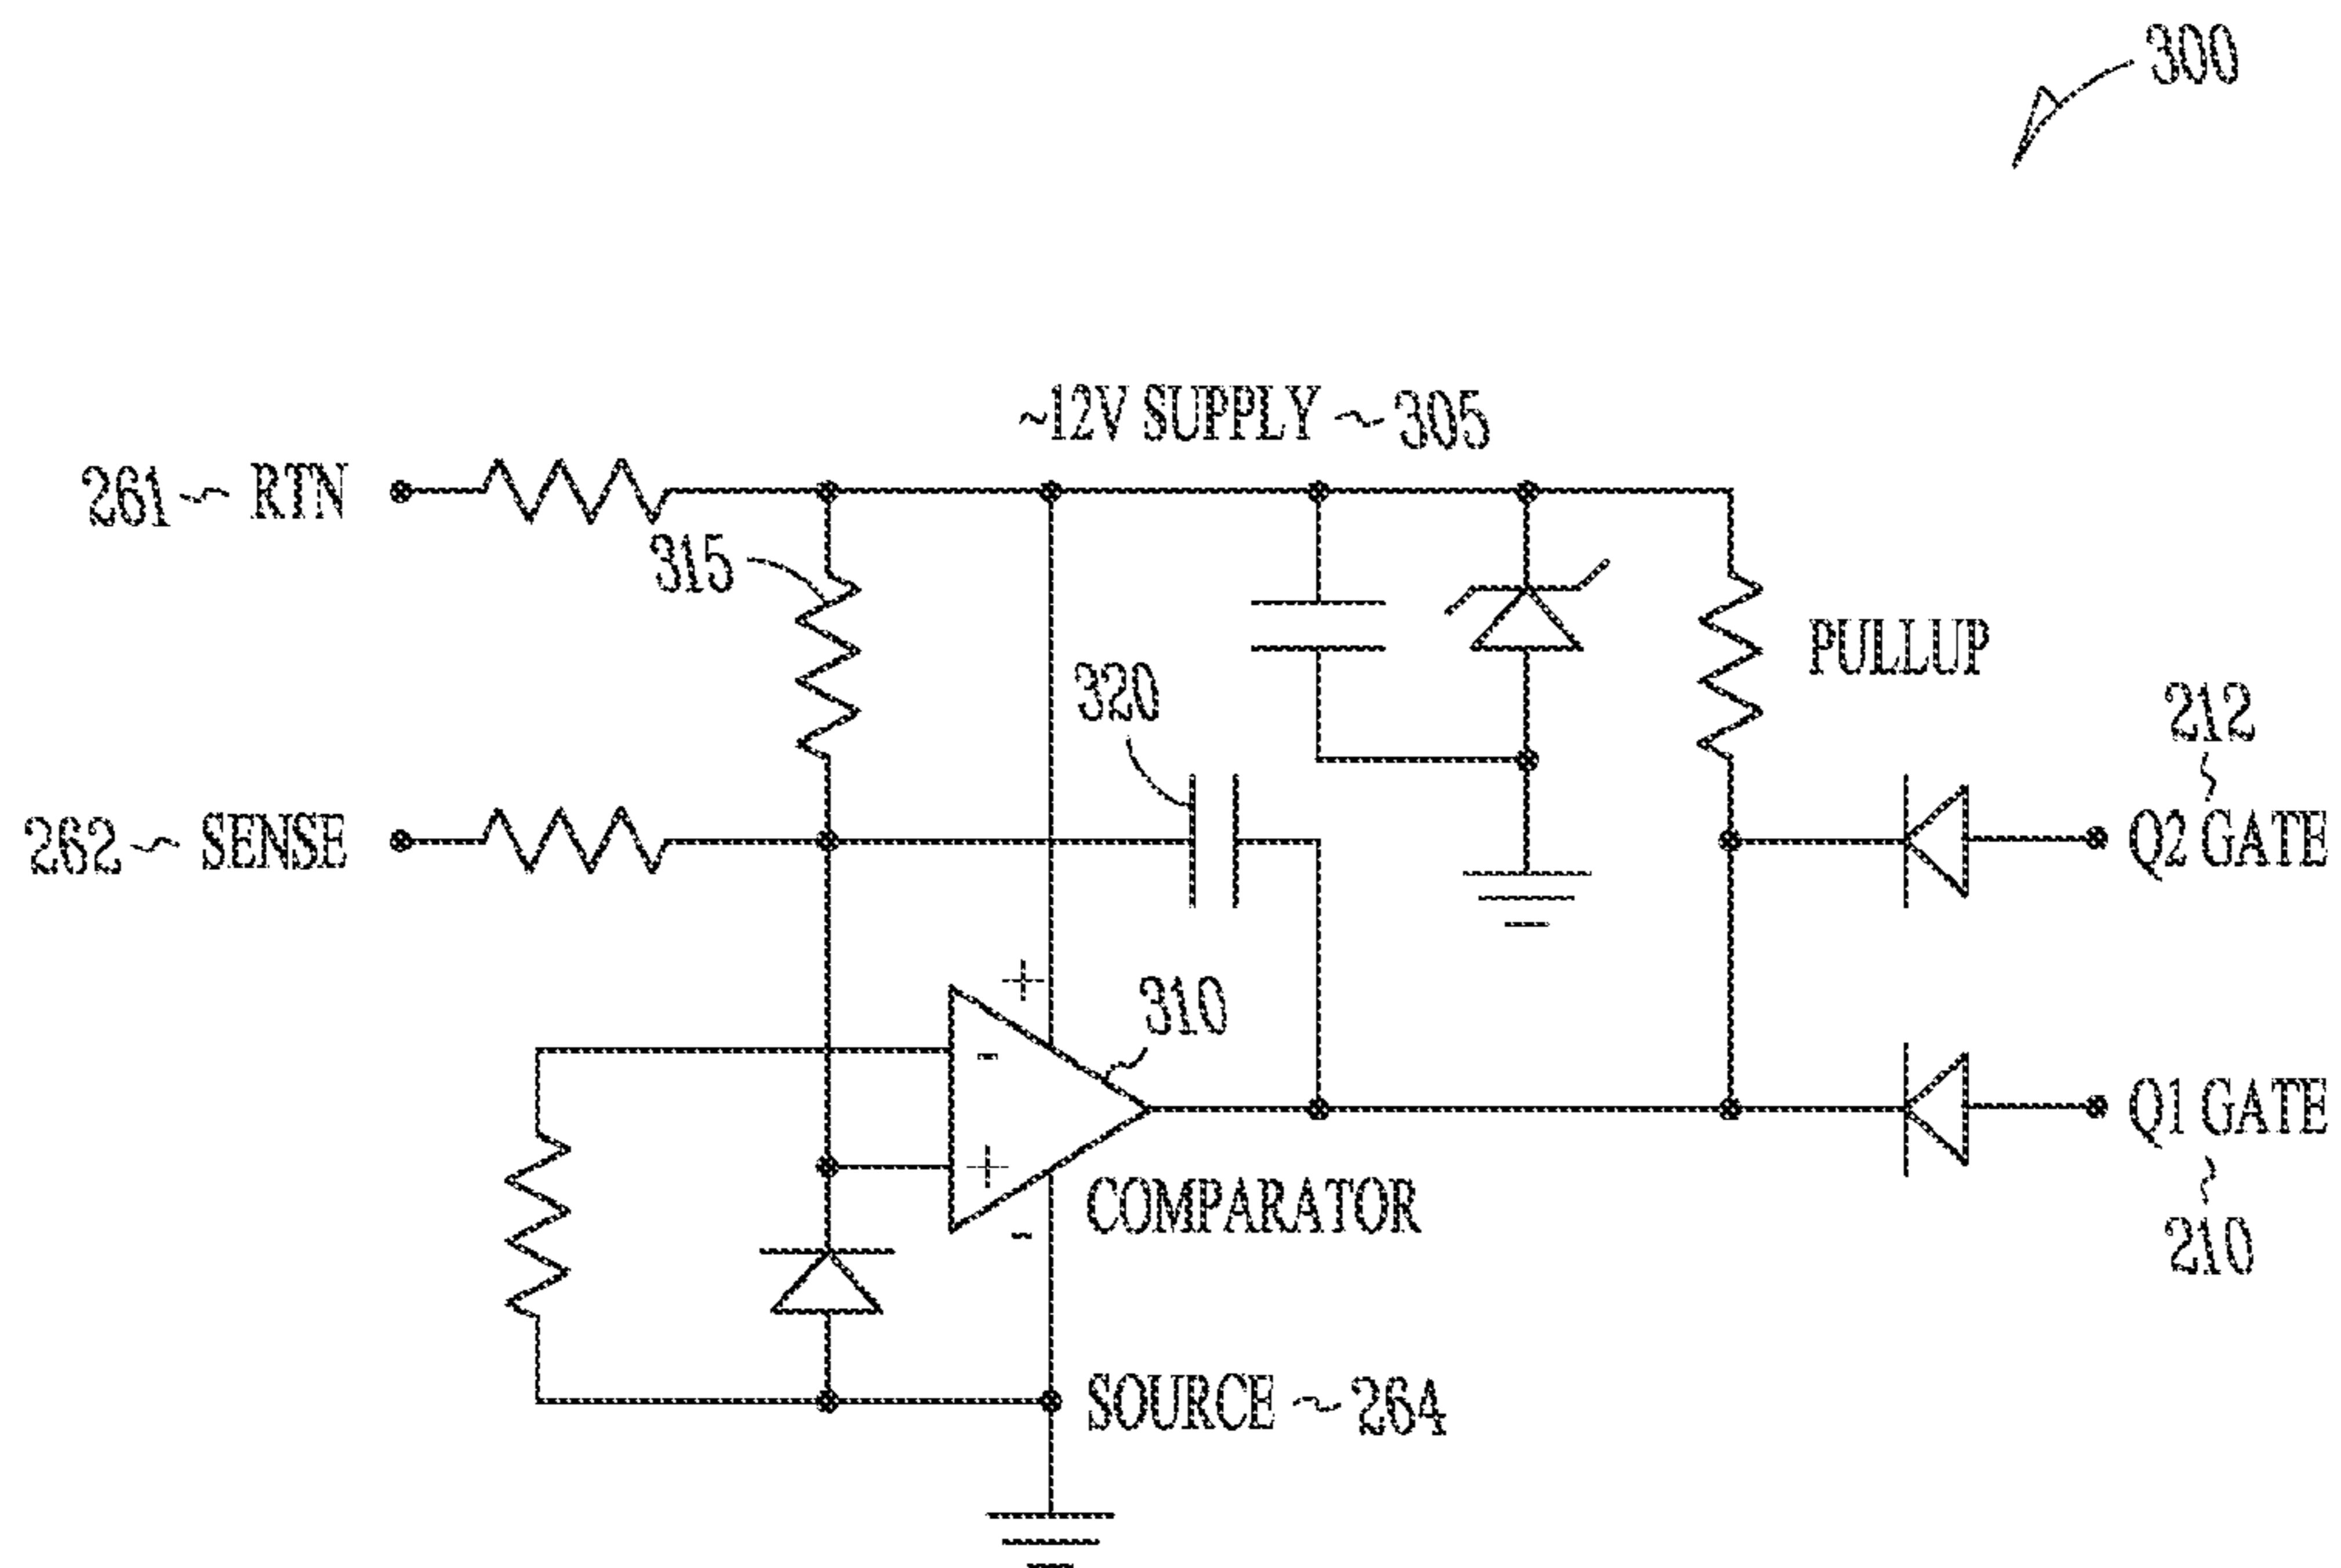 300
~12V SUPPLY ~ 305
261 ~ RTN
315
PULLUP
320
212
262 ~ SENSE
Q2 GATE
+
310
-
Q1 GATE
+
COMPARATOR
-
210
SOURCE ~ 264